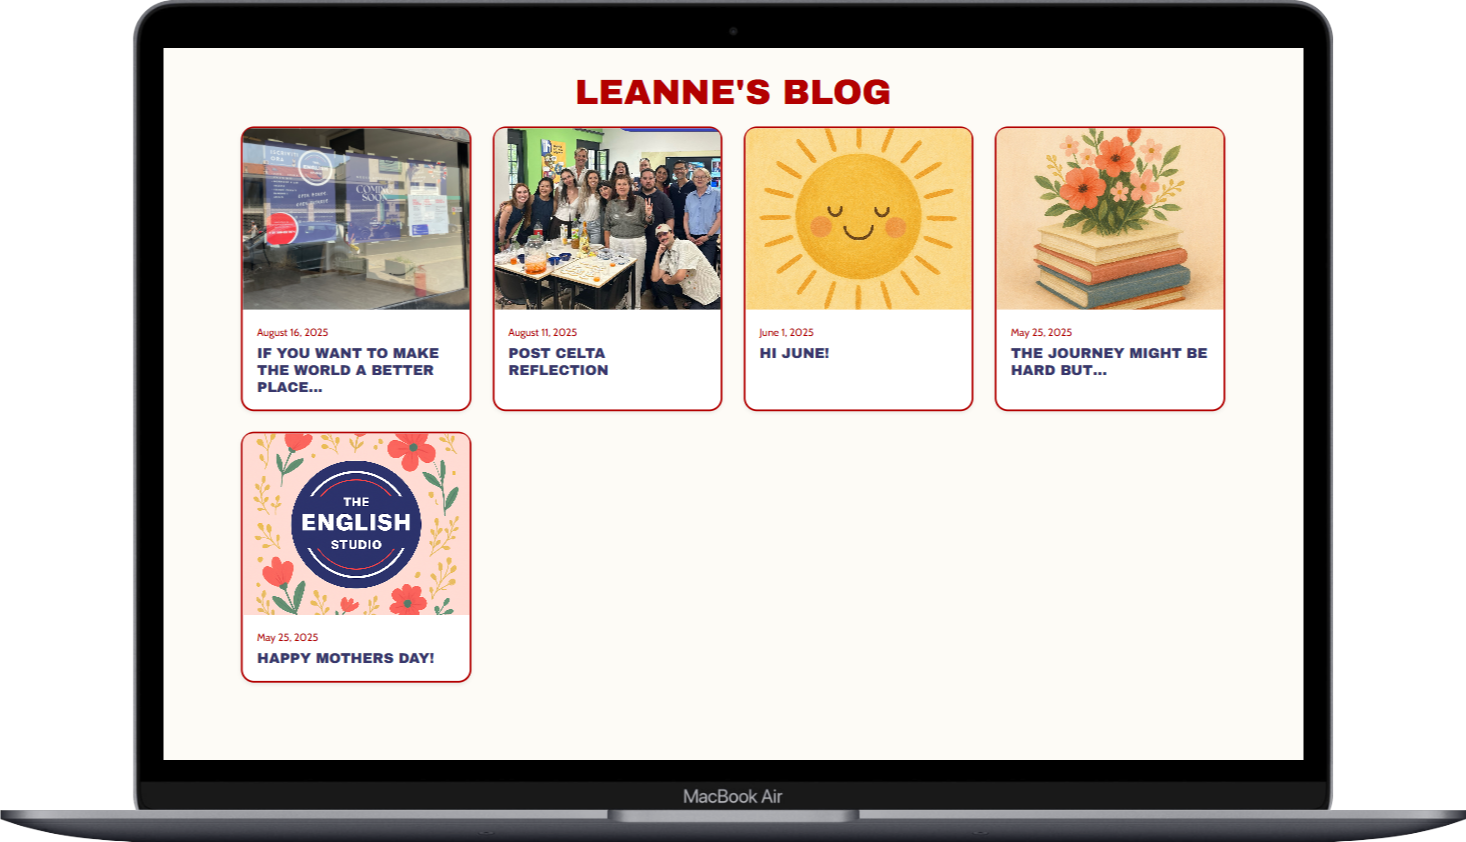 LEANNE'S BLOG
COMING
SOON
August 16, 2025
IF YOU WANT TO MAKE
THE WORLD A BETTER
PLACE...
August 11, 2025
POST CELTA
REFLECTION
June 1, 2025
HI JUNE!
May 25, 2025
THE JOURNEY MIGHT BE
HARD BUT...
THE
ENGLISH
STUDIO
May 25, 2025
HAPPY MOTHERS DAY!
MacBook Air